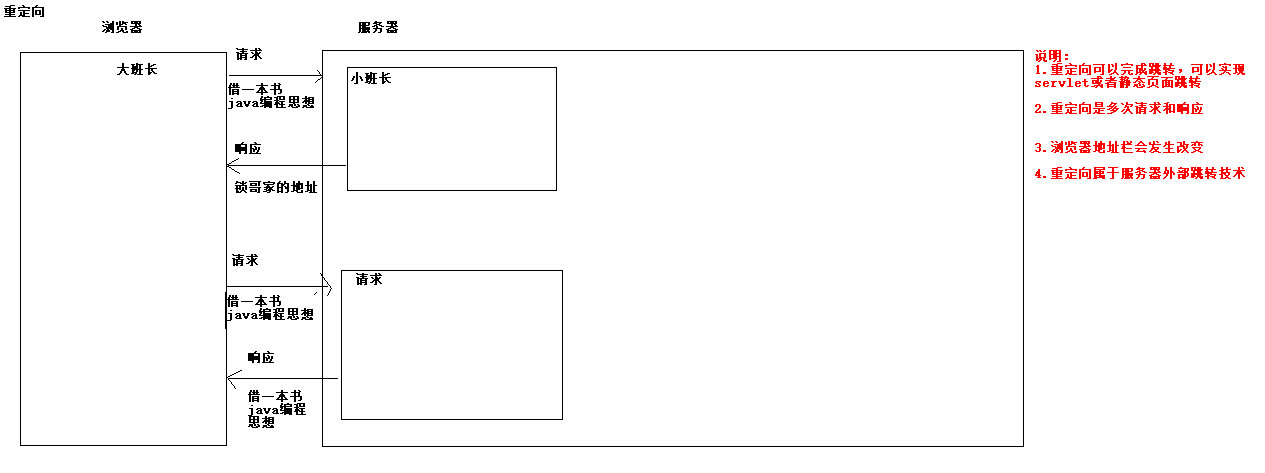 重定向
浏览器
服务器
大班长
请求
借一本书
java编程思想
小班长
响应
锁哥家的地址
请求
借一本书
java编程思想
请求
响应
借一本书
java编程
思想
说明:
1.重定向可以完成跳转，可以实现
servlet或者静态页面跳转
2.重定向是多次请求和响应
3.浏览器地址栏会发生改变
4.重定向属于服务器外部跳转技术